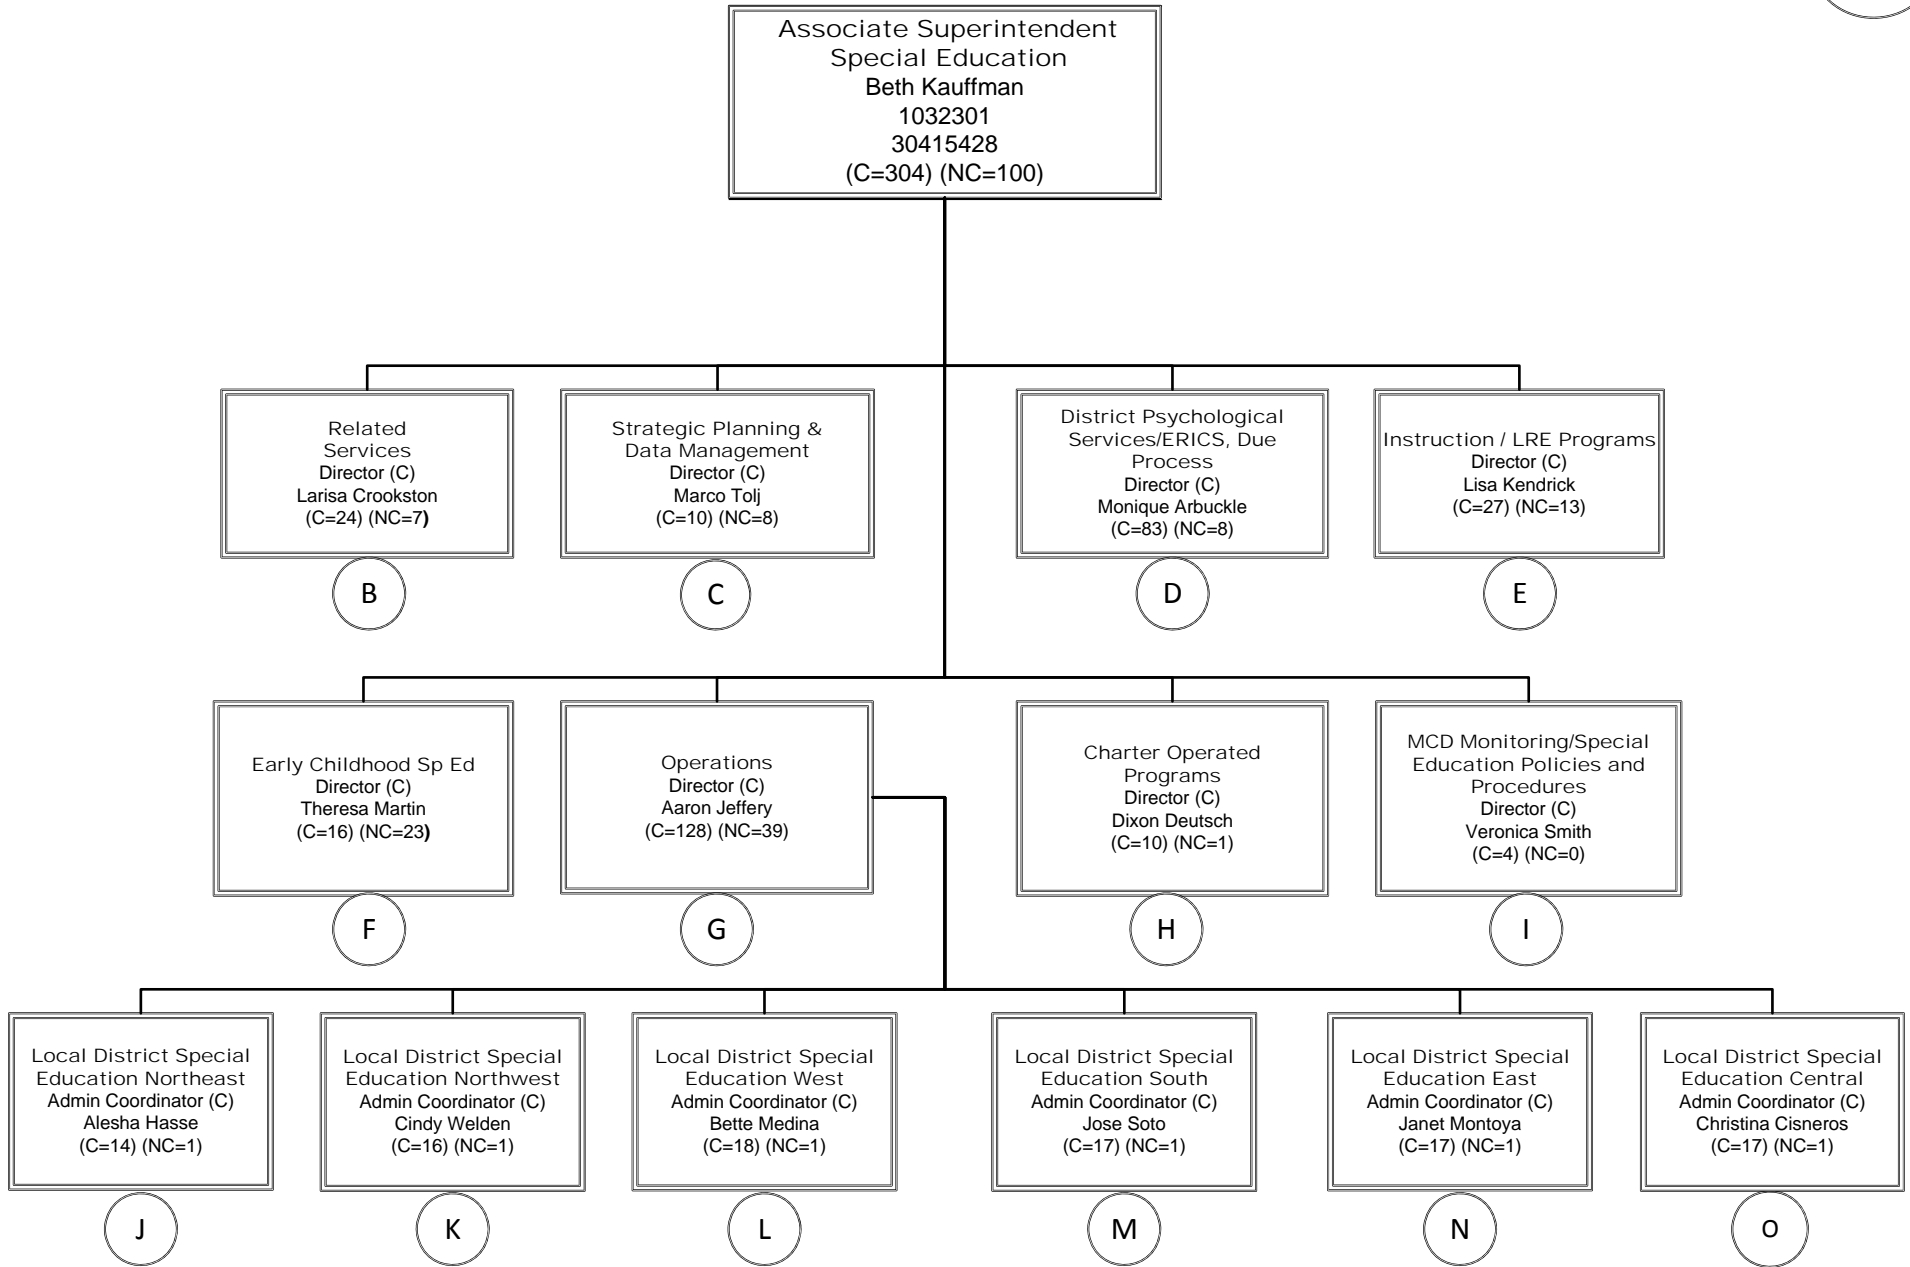 Associate Superintendent
Special Education
Beth Kauffman
1032301
30415428
(C=304) (NC=100)
Related
Services
Director (C)
Larisa Crookston
(C=24) (NC=7)
B
Strategic Planning &
Data Management
Director (C)
Marco Tolj
(C=10) (NC=8)
C
District Psychological
Services/ERICS, Due
Process
Director (C)
Monique Arbuckle
(C=83) (NC=8)
D
Instruction / LRE Programs
Director (C)
Lisa Kendrick
(C=27) (NC=13)
E
Early Childhood Sp Ed
Director (C)
Theresa Martin
(C=16) (NC=23)
F
Operations
Director (C)
Aaron Jeffery
(C=128) (NC=39)
G
Charter Operated
Programs
Director (C)
Dixon Deutsch
(C=10) (NC=1)
H
MCD Monitoring/Special
Education Policies and
Procedures
Director (C)
Veronica Smith
(C=4) (NC=0)
I
Local District Special
Education Northeast
Admin Coordinator (C)
Alesha Hasse
(C=14) (NC=1)
J
Local District Special
Education Northwest
Admin Coordinator (C)
Cindy Welden
(C=16) (NC=1)
K
Local District Special
Education West
Admin Coordinator (C)
Bette Medina
(C=18) (NC=1)
L
Local District Special
Education South
Admin Coordinator (C)
Jose Soto
(C=17) (NC=1)
M
Local District Special
Education East
Admin Coordinator (C)
Janet Montoya
(C=17) (NC=1)
N
Local District Special
Education Central
Admin Coordinator (C)
Christina Cisneros
(C=17) (NC=1)
O